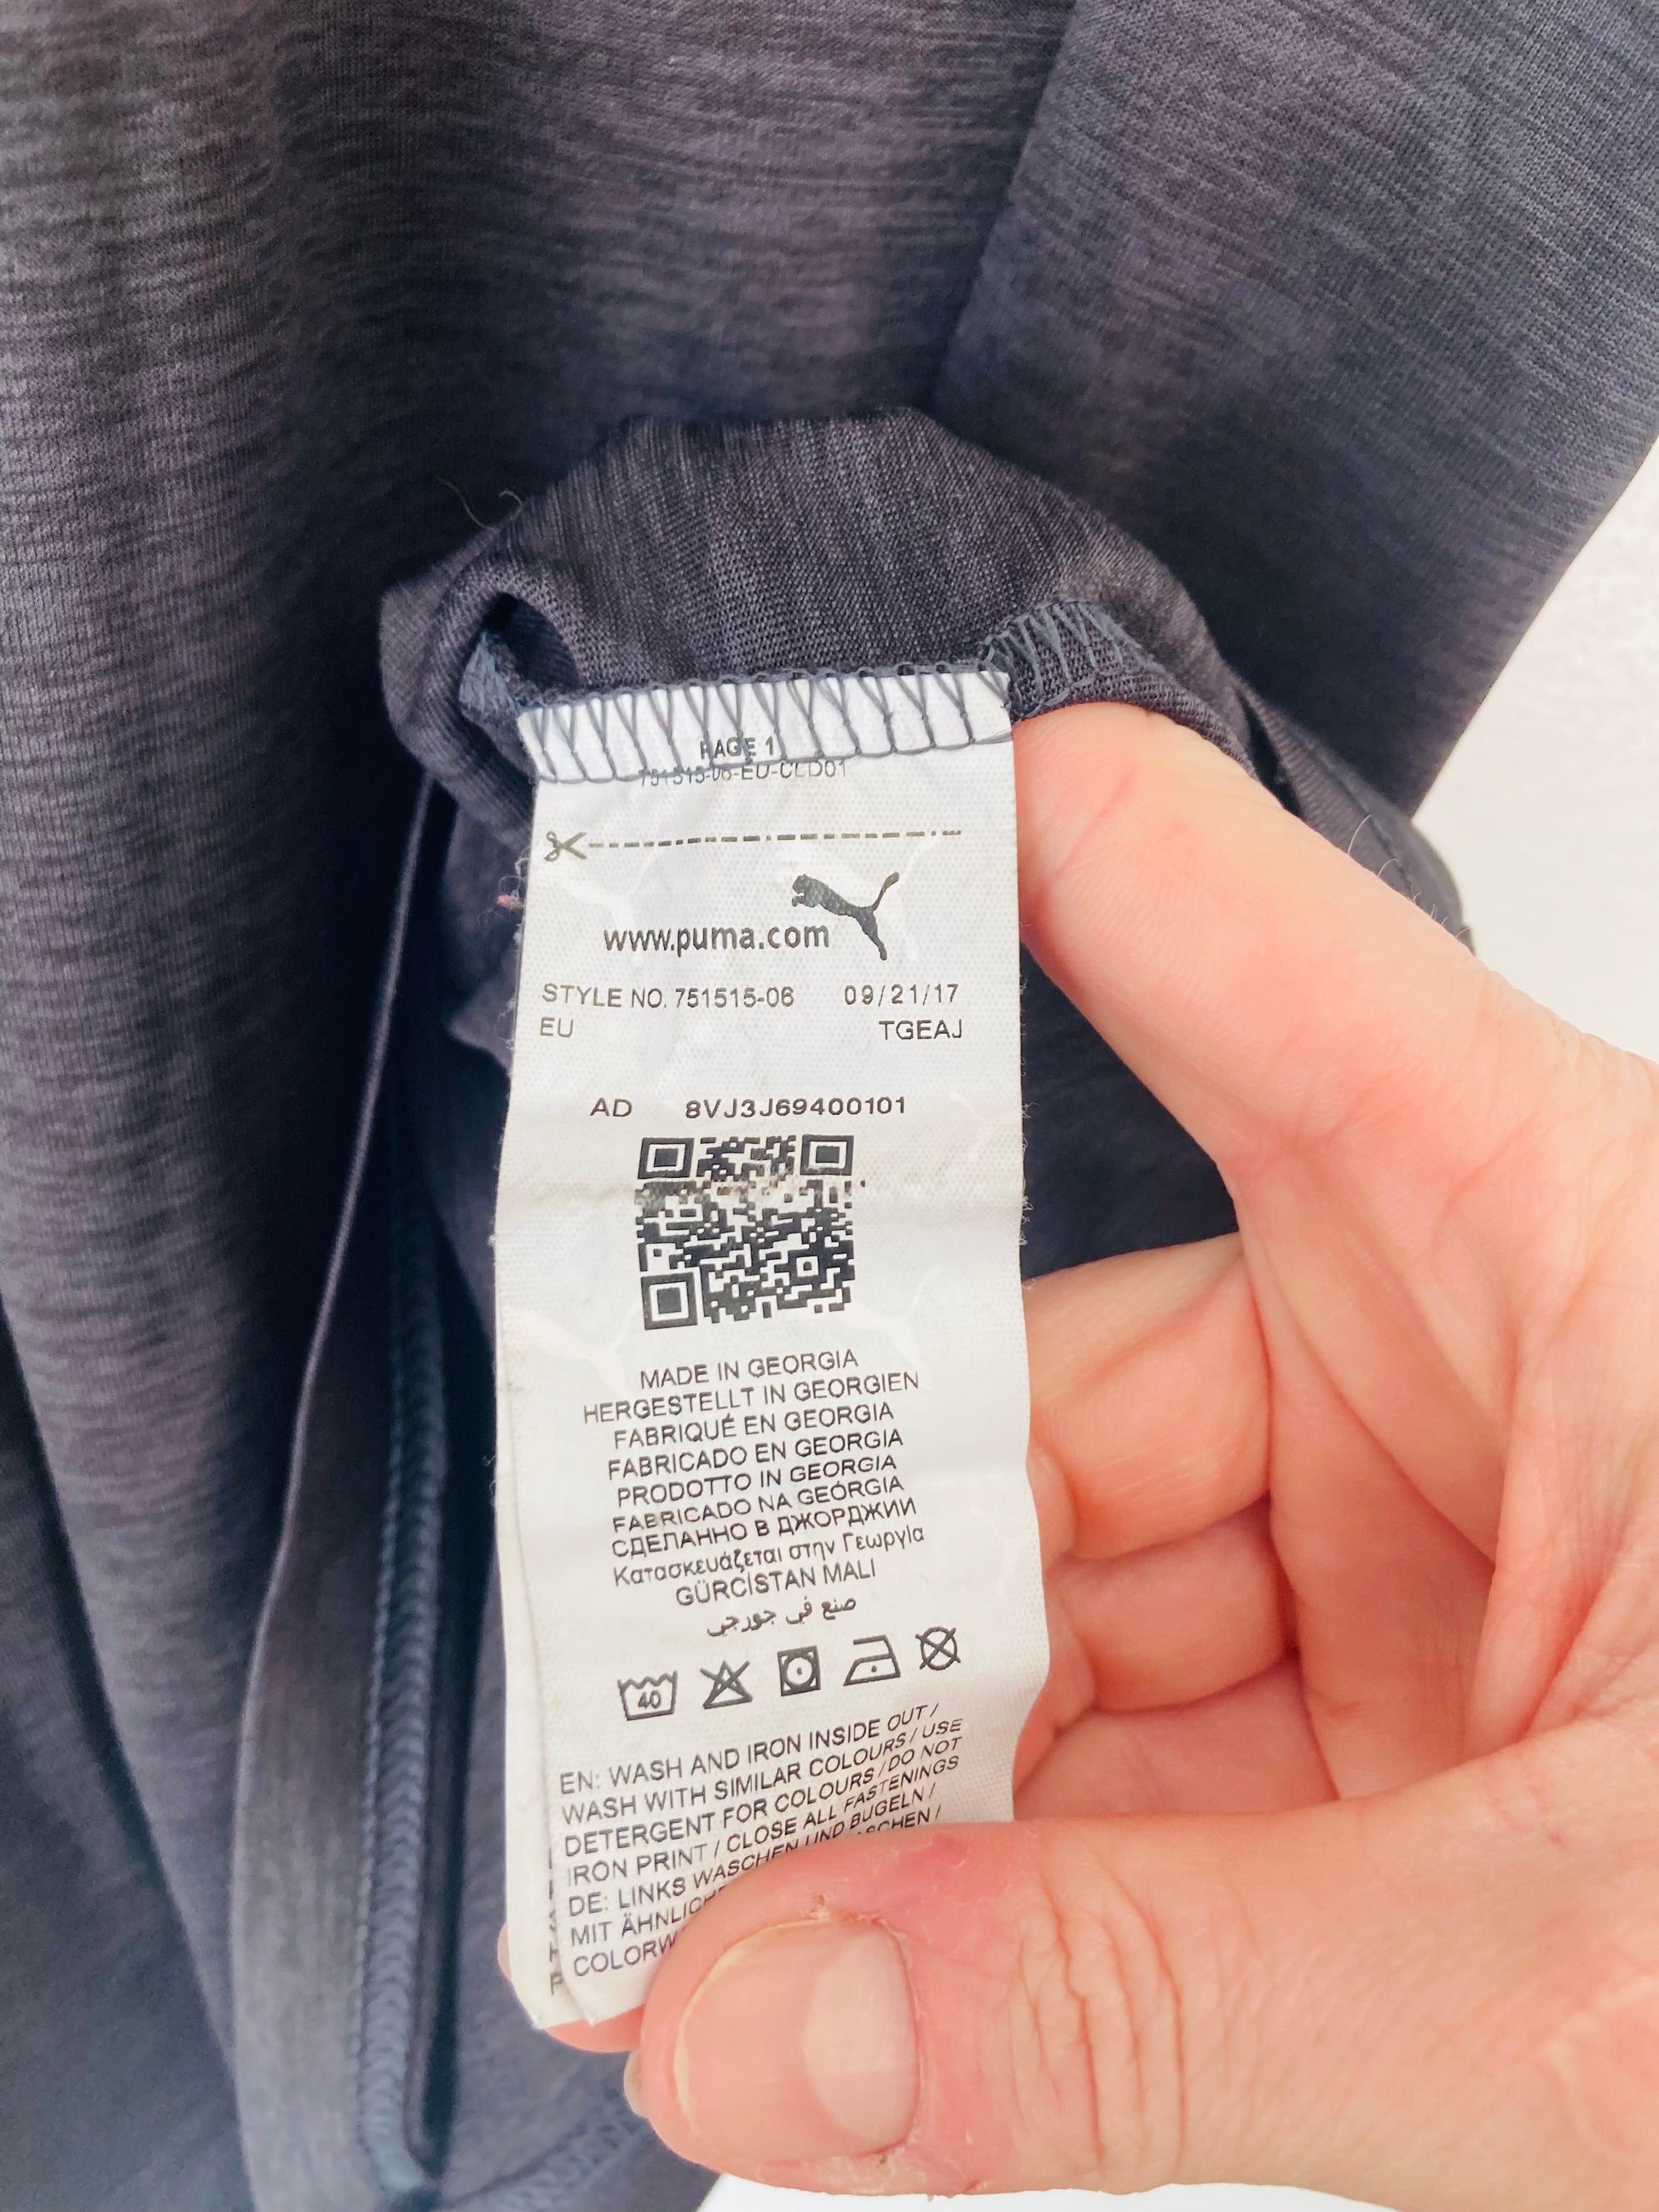 PAGE 1
751515-06-EU-CLD01
www.puma.com
STYLE NO. 751515-06 09/21/17
EU TGEAJ
AD 8VJ3J69400101
MADE IN GEORGIA
HERGESTELLT IN GEORGIEN
FABRIQUÉ EN GEORGIA
FABRICADO EN GEORGIA
PRODOTTO IN GEORGIA
FABRICADO NA GEÓRGIA
СДЕЛАННО В ДЖОРДЖИИ
Κατασκευάζεται στην Γεωργία
GÜRCİSTAN MALI
صنع في جورجي
40
EN: WASH AND IRON INSIDE OUT /
WASH WITH SIMILAR COLOURS / USE
DETERGENT FOR COLOURS / DO NOT
IRON PRINT / CLOSE ALL FASTENINGS
DE: LINKS WASCHEN UND BÜGELN /
MIT